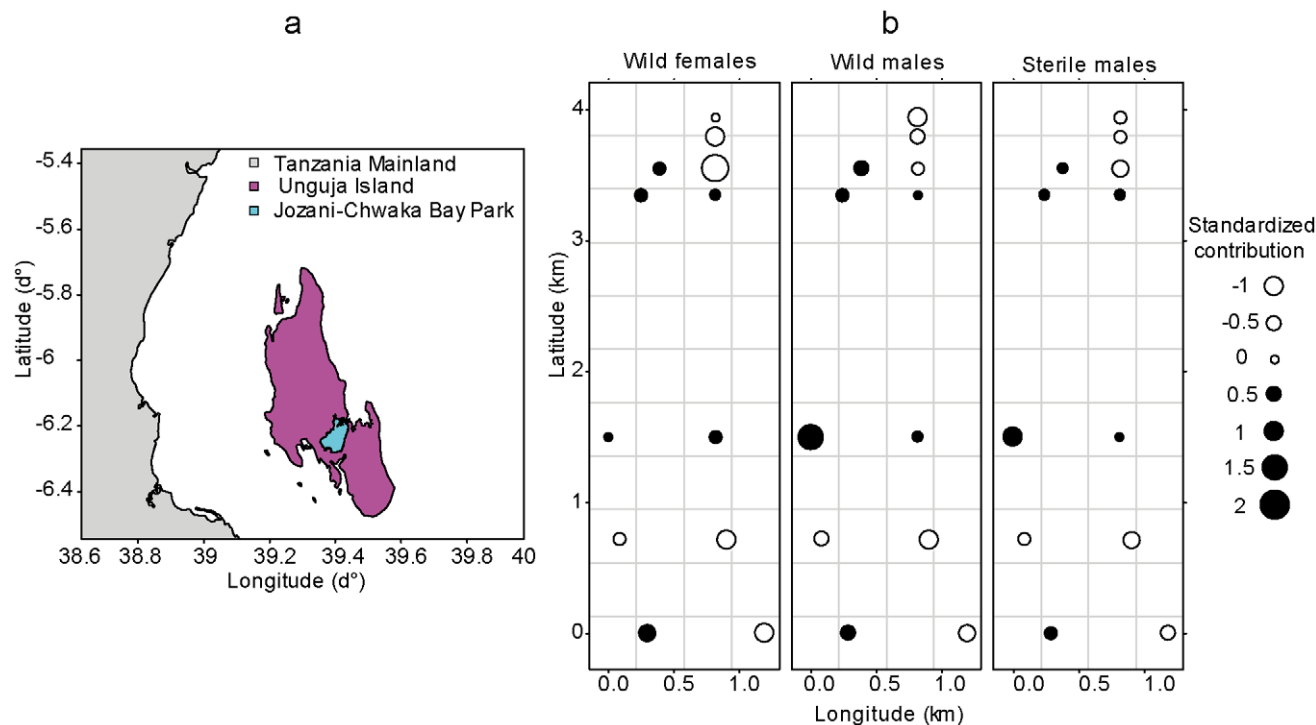 a
b
Tanzania Mainland
Unguja Island
Jozani-Chwaka Bay Park
-5.4
-5.6
-5.8
-6
-6.2
-6.4
Latitude (d°)
38.6 38.8 39 39.2 39.4 39.6 39.8 40
Longitude (d°)
Wild females Wild males Sterile males
4
3
2
1
0
Latitude (km)
0.0 0.5 1.0 0.0 0.5 1.0 0.0 0.5 1.0
Longitude (km)
Standardized
contribution
-1
-0.5
0
0.5
1
1.5
2